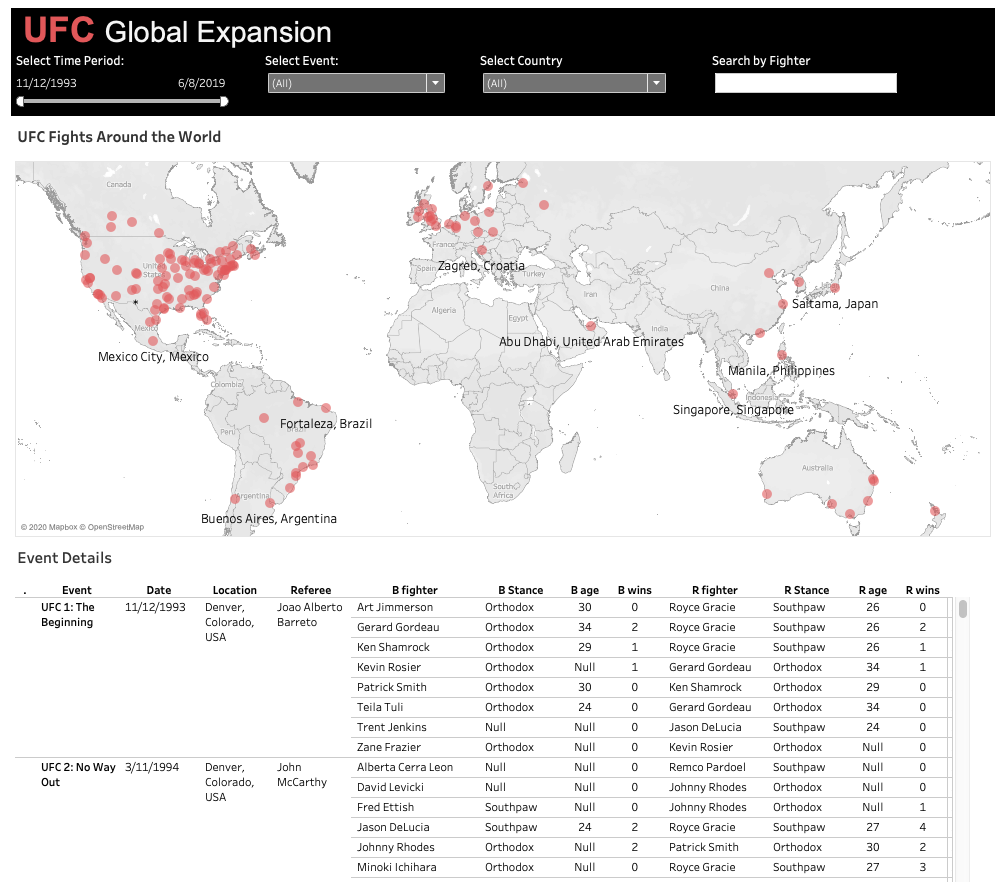 UFC Global Expansion
Select Time Period:
Select Event:
Select Country
Search by Fighter
11/12/1993
6/8/2019
(All)
(All)
UFC Fights Around the World
Canada
United States
Mexico
Mexico City, Mexico
Colombia
Peru
Brazil
Fortaleza, Brazil
Argentina
Buenos Aires, Argentina
France
Spain
Zagreb, Croatia
Turkey
Algeria
Egypt
Iran
Abu Dhabi, United Arab Emirates
India
China
Saitama, Japan
Manila, Philippines
Indonesia
Singapore, Singapore
South Africa
Australia
© 2020 Mapbox © OpenStreetMap
Event Details
. Event Date Location Referee B fighter B Stance B age B wins R fighter R Stance R age R wins
UFC 1: The 11/12/1993 Denver, Joao Alberto Art Jimmerson Orthodox 30 0 Royce Gracie Southpaw 26 0
Beginning Colorado, Barreto Gerard Gordeau Orthodox 34 2 Royce Gracie Southpaw 26 2
USA Ken Shamrock Orthodox 29 1 Royce Gracie Southpaw 26 1
Kevin Rosier Orthodox Null 1 Gerard Gordeau Orthodox 34 1
Patrick Smith Orthodox 30 0 Ken Shamrock Orthodox 29 0
Teila Tuli Orthodox 24 0 Gerard Gordeau Orthodox 34 0
Trent Jenkins Null Null 0 Jason DeLucia Southpaw 24 0
Zane Frazier Orthodox Null 0 Kevin Rosier Orthodox Null 0
UFC 2: No Way 3/11/1994 Denver, John Alberta Cerra Leon Null Null 0 Remco Pardoel Southpaw Null 0
Out Colorado, McCarthy David Levicki Null Null 0 Johnny Rhodes Orthodox Null 0
USA Fred Ettish Southpaw Null 0 Johnny Rhodes Orthodox Null 1
Jason DeLucia Southpaw 24 2 Royce Gracie Southpaw 27 4
Johnny Rhodes Orthodox Null 2 Patrick Smith Orthodox 30 2
Minoki Ichihara Orthodox Null 0 Royce Gracie Southpaw 27 3